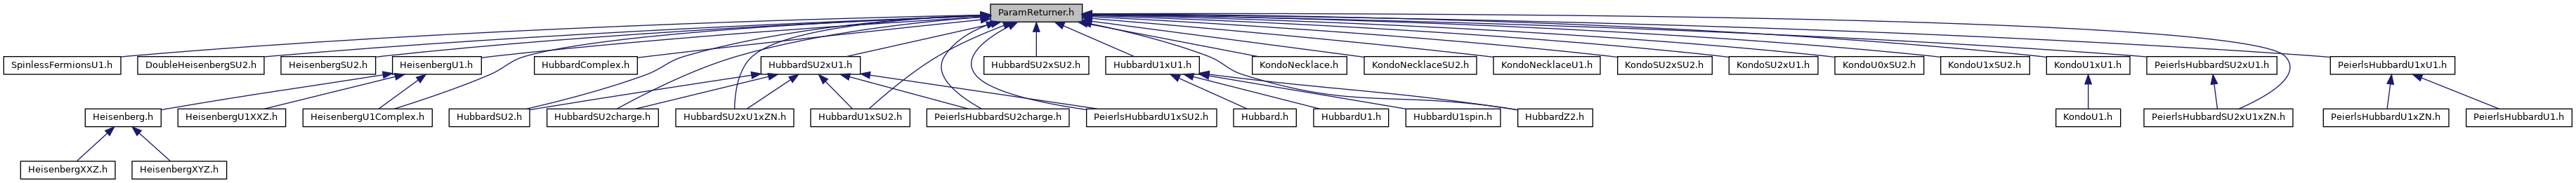 ParamReturner.h
SpinlessFermionsU1.h
DoubleHeisenbergSU2.h
HeisenbergSU2.h
HeisenbergU1.h
HubbardComplex.h
HubbardSU2xU1.h
HubbardSU2xSU2.h
HubbardU1xU1.h
KondoNecklace.h
KondoNecklaceSU2.h
KondoNecklaceU1.h
KondoSU2xSU2.h
KondoSU2xU1.h
KondoU0xSU2.h
KondoU1xSU2.h
KondoU1xU1.h
PeierlsHubbardSU2xU1.h
PeierlsHubbardU1xU1.h
Heisenberg.h
HeisenbergU1XXZ.h
HeisenbergU1Complex.h
HubbardSU2.h
HubbardSU2charge.h
HubbardSU2xU1xZN.h
HubbardU1xSU2.h
PeierlsHubbardSU2charge.h
PeierlsHubbardU1xSU2.h
Hubbard.h
HubbardU1.h
HubbardU1spin.h
HubbardZ2.h
KondoU1.h
PeierlsHubbardSU2xU1xZN.h
PeierlsHubbardU1xZN.h
PeierlsHubbardU1.h
HeisenbergXXZ.h
HeisenbergXYZ.h